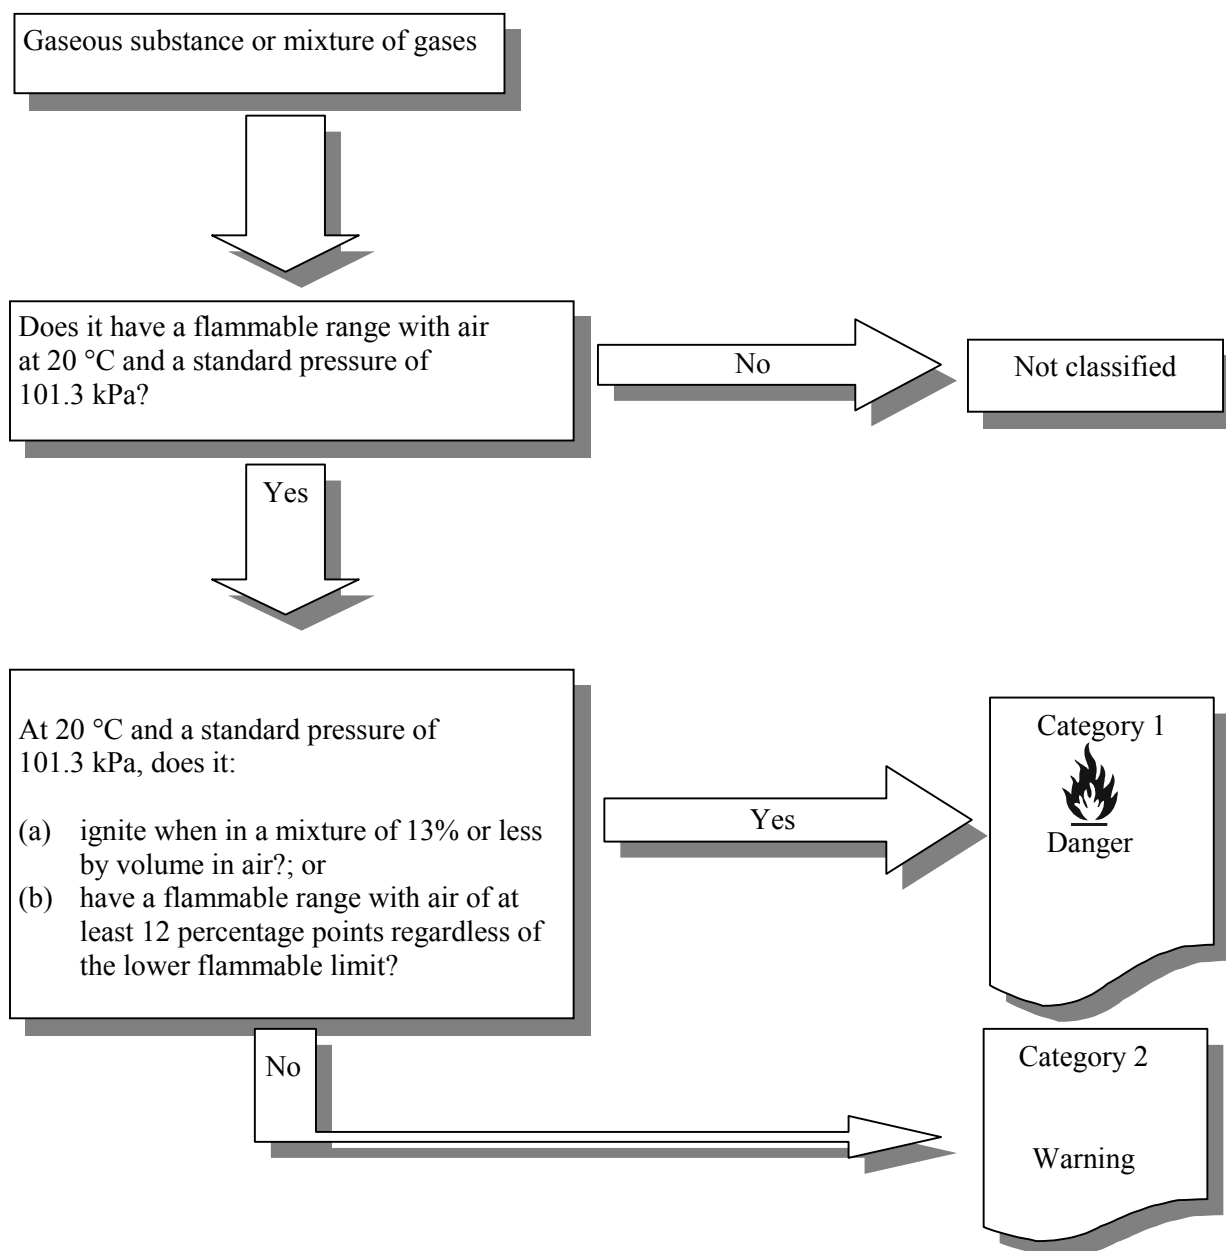 Gaseous substance or mixture of gases
Does it have a flammable range with air
at 20 °C and a standard pressure of
101.3 kPa?
No
Not classified
Yes
At 20 °C and a standard pressure of
101.3 kPa, does it:
(a) ignite when in a mixture of 13% or less
by volume in air?; or
(b) have a flammable range with air of at
least 12 percentage points regardless of
the lower flammable limit?
Yes
Category 1
Danger
No
Category 2
Warning